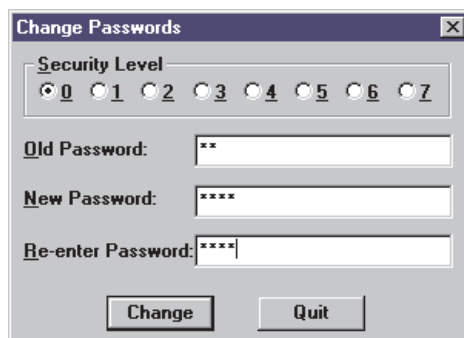 Change Passwords
Security Level
0 1 2 3 4 5 6 7
Old Password: **
New Password: ****
Re-enter Password: ****
Change Quit